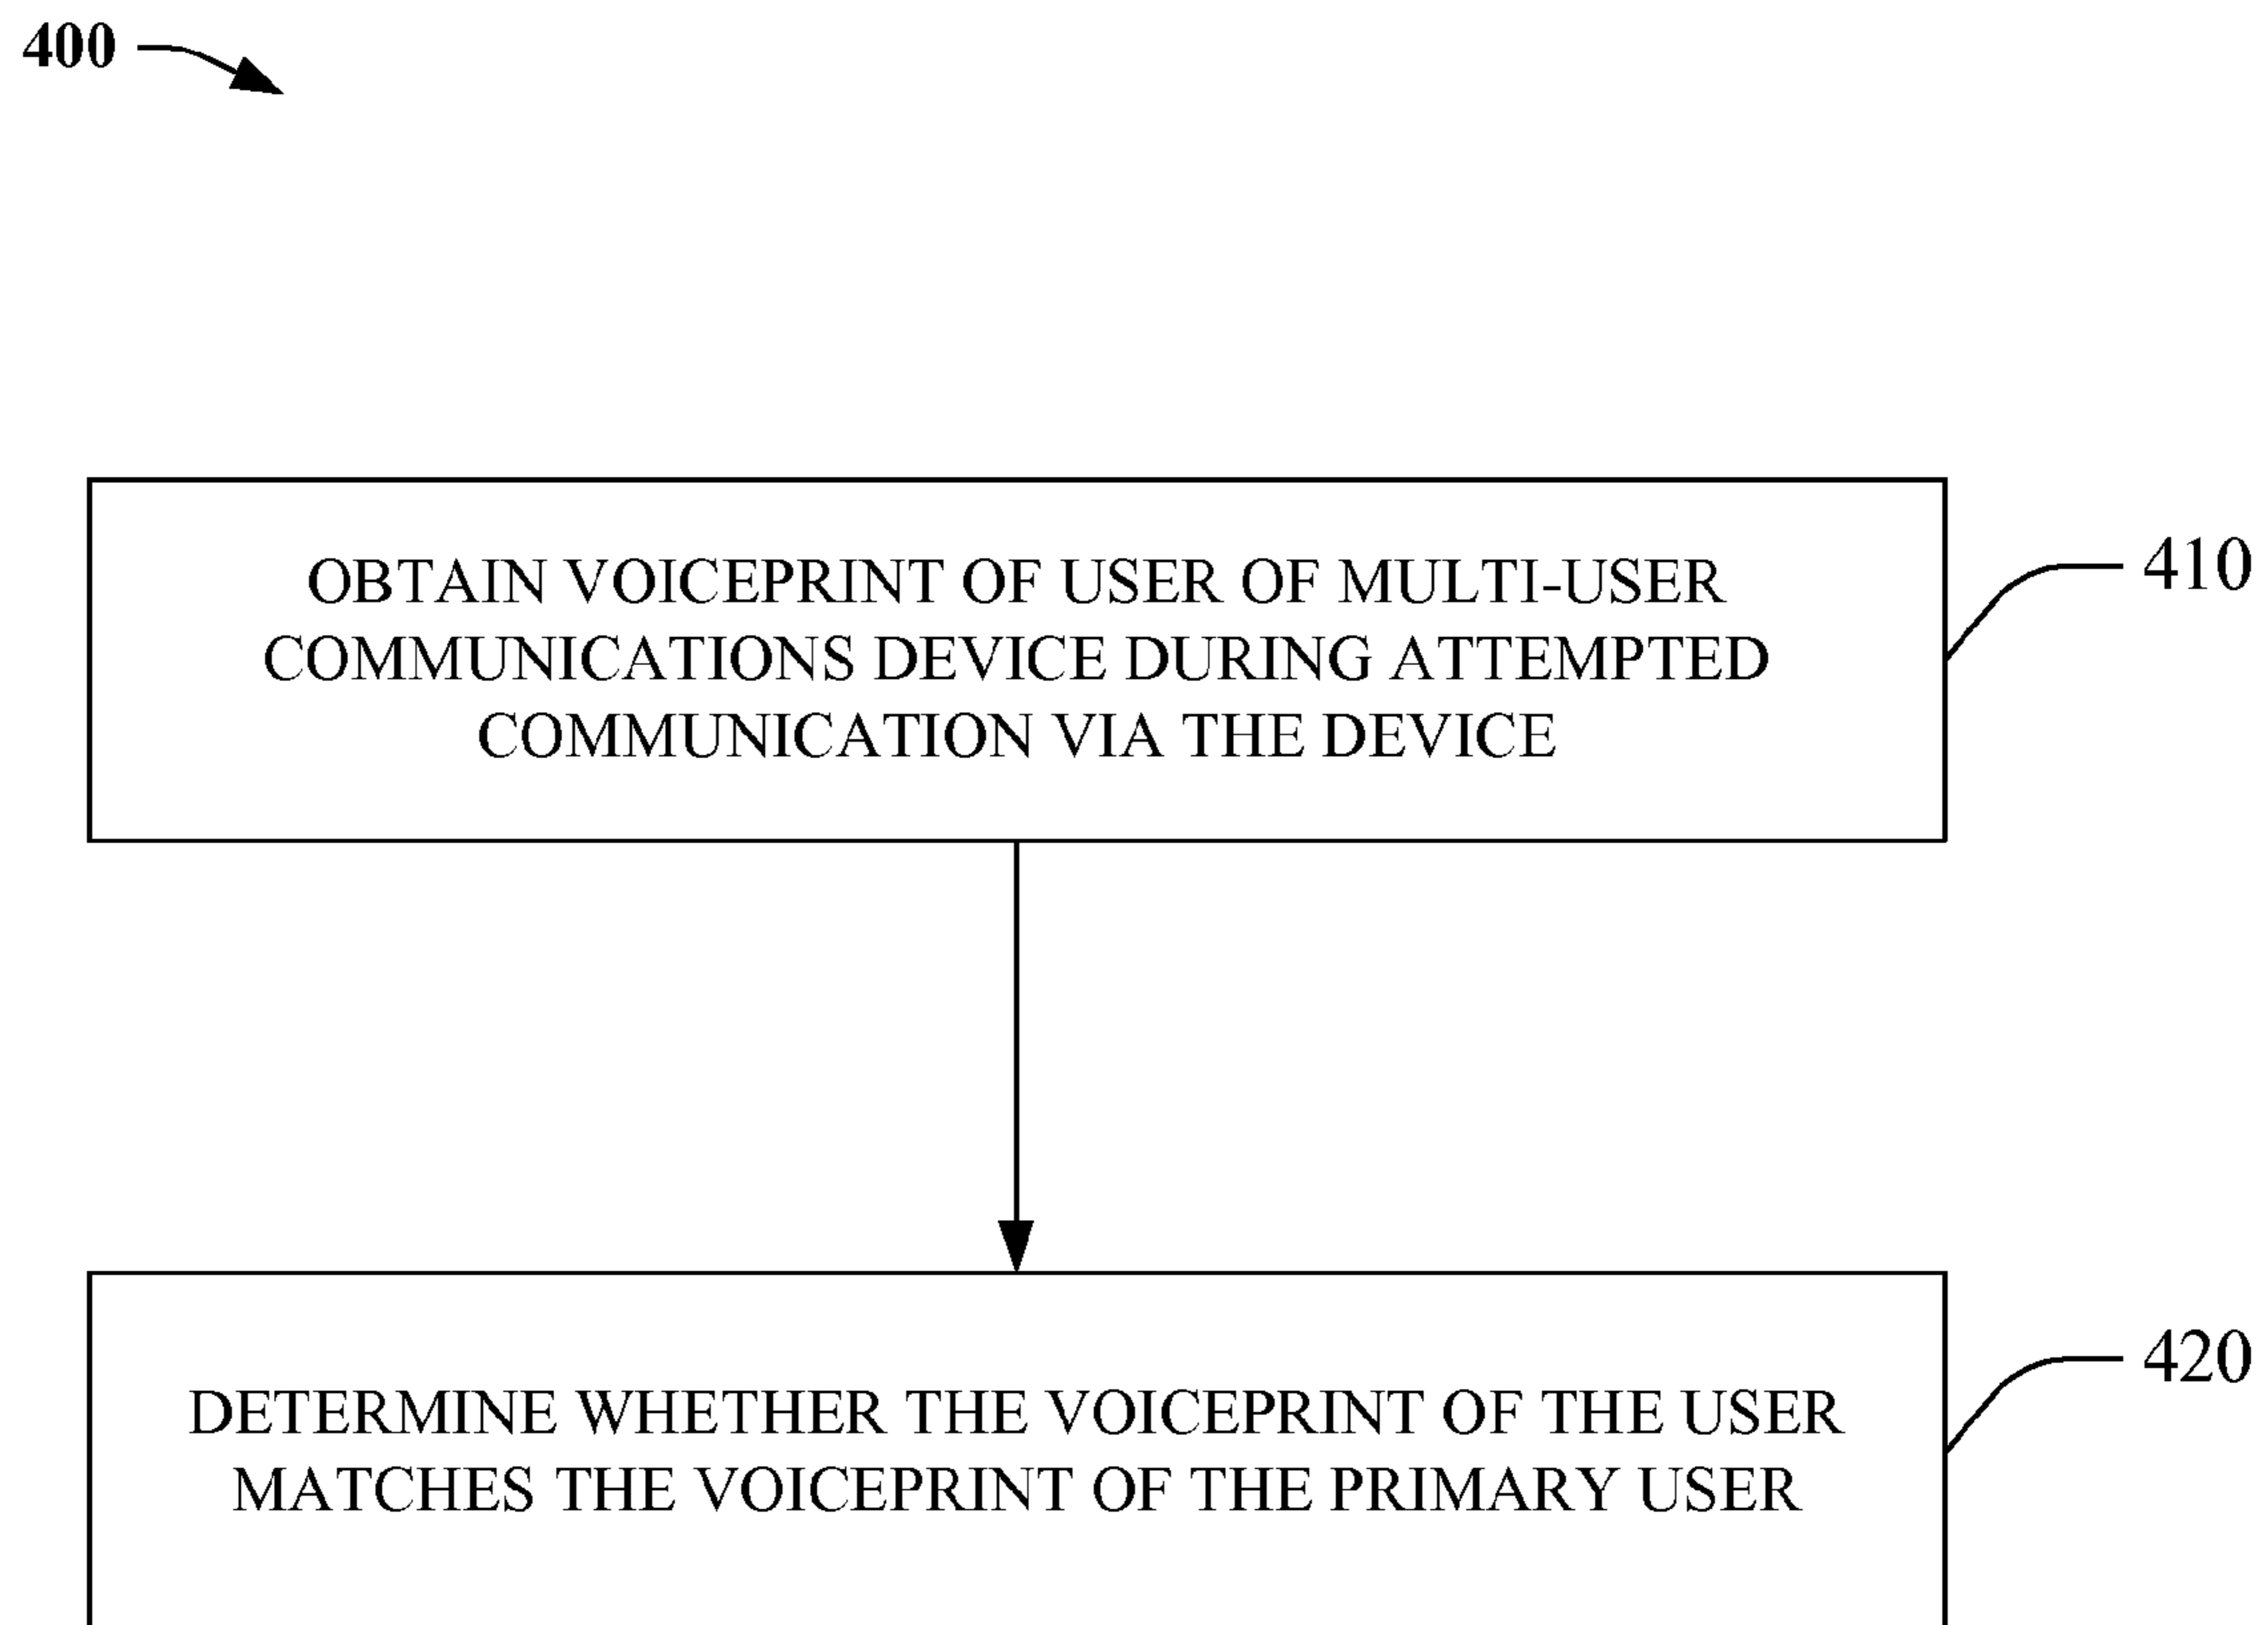 400
OBTAIN VOICEPRINT OF USER OF MULTI-USER
COMMUNICATIONS DEVICE DURING ATTEMPTED
COMMUNICATION VIA THE DEVICE
410
DETERMINE WHETHER THE VOICEPRINT OF THE USER
MATCHES THE VOICEPRINT OF THE PRIMARY USER
420